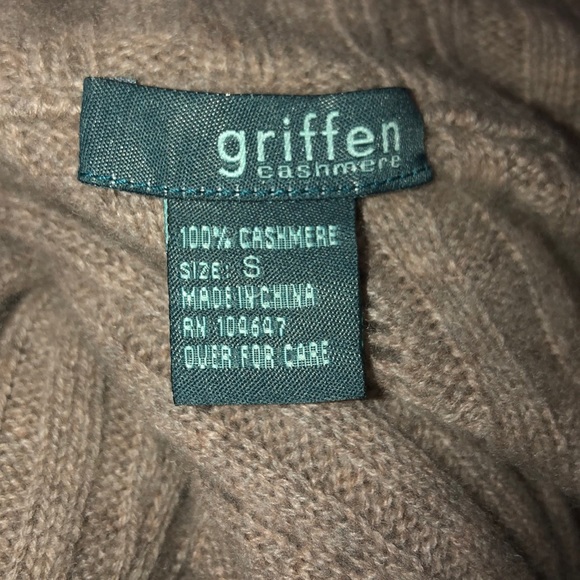 griffen
cashmere
100% CASHMERE
SIZE: S
MADE IN CHINA
RN 104647
OVER FOR CARE